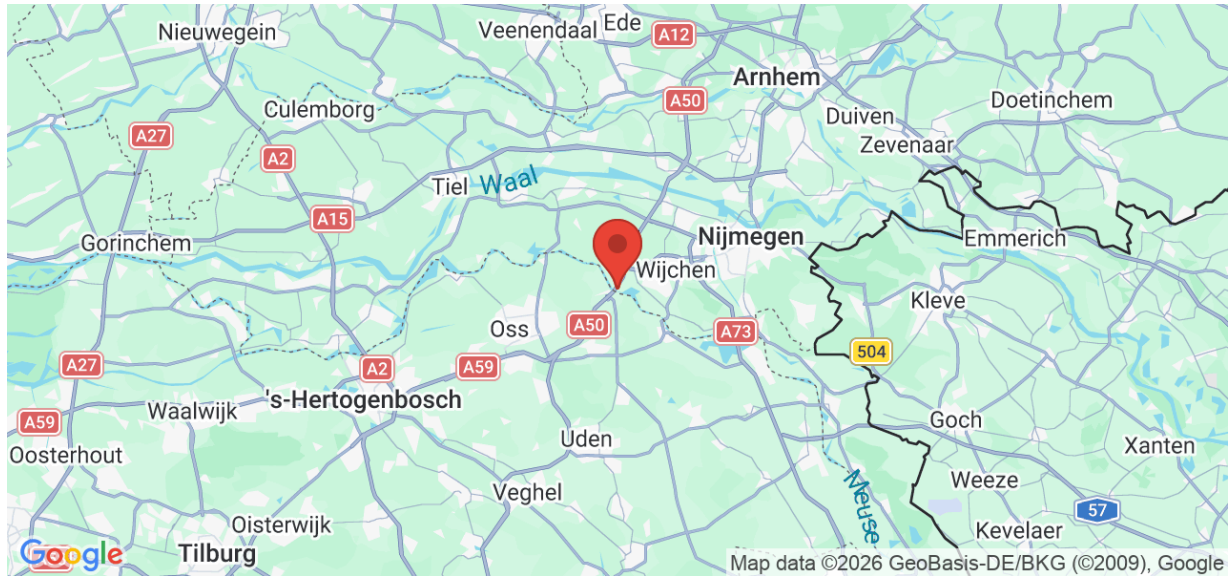 Nieuwegein
Veenendaal
Ede
A12
Arnhem
A50
Doetinchem
Culemborg
Duiven
A27
A2
Zevenaar
Tiel
Waal
A15
Gorinchem
Nijmegen
Emmerich
Wijchen
Kleve
Oss
A50
A73
504
A27
A2
A59
's-Hertogenbosch
Waalwijk
A59
Goch
Oosterhout
Uden
Xanten
Veghel
Weeze
Meuse
57
Oisterwijk
Kevelaer
Tilburg
Google
Map data ©2026 GeoBasis-DE/BKG (©2009), Google